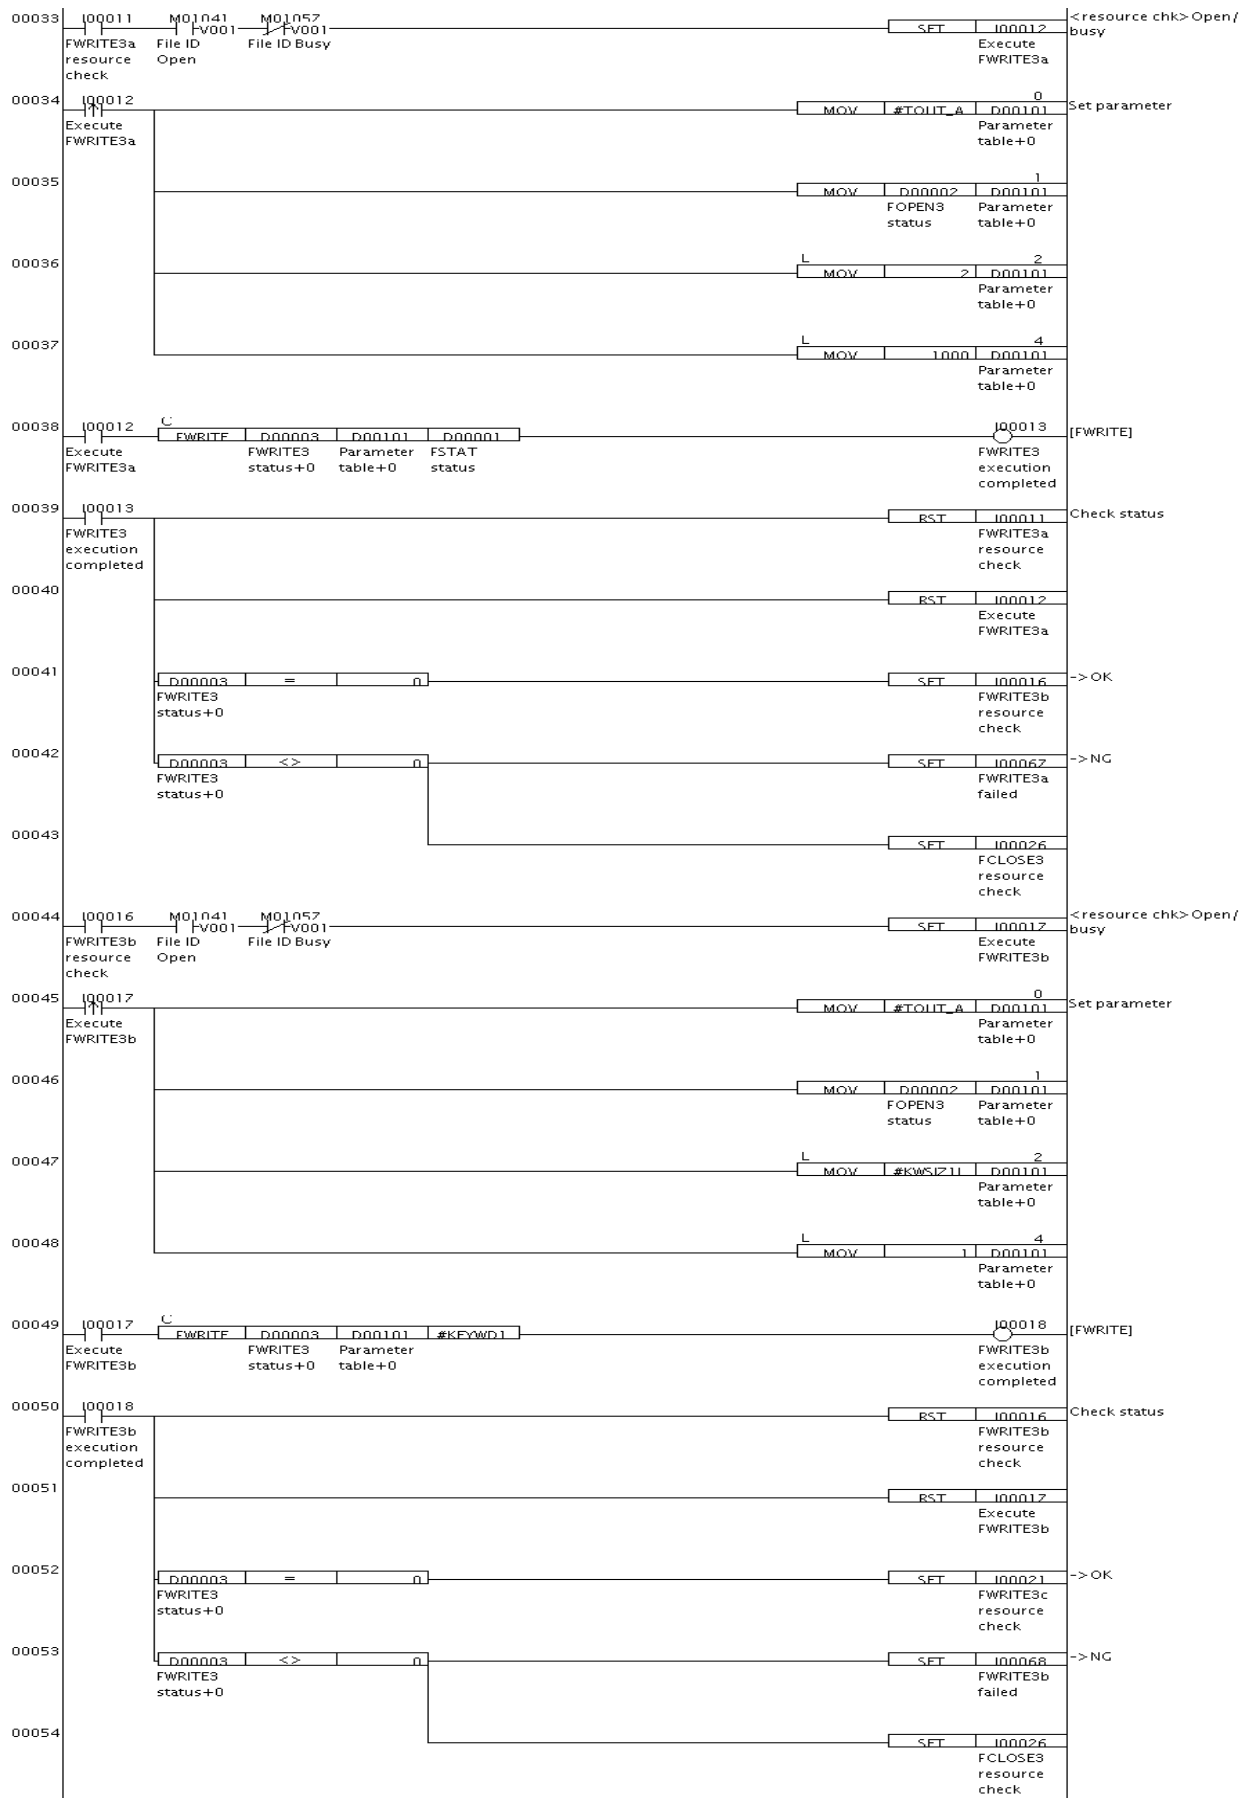 00033 I00011 M01041 M01057 <resource chk>Open/
V001 V001 SET I00012 busy
FWRITE3a File ID File ID Busy Execute
resource Open FWRITE3a
check
00034 I00012 0
MOV #TOUT_A D00101 Set parameter
Execute Parameter
FWRITE3a table+0
00035 1
MOV D00002 D00101
FOPEN3 Parameter
status table+0
00036 L 2
MOV 2 D00101
Parameter
table+0
00037 L 4
MOV 1000 D00101
Parameter
table+0
00038 I00012 C I00013
FWRITE D00003 D00101 D00001 [FWRITE]
Execute FWRITE3 Parameter FSTAT FWRITE3
FWRITE3a status+0 table+0 status execution
completed
00039 I00013
RST I00011 Check status
FWRITE3 FWRITE3a
execution resource
completed check
00040
RST I00012
Execute
FWRITE3a
00041
D00003 = 0 SET I00016 ->OK
FWRITE3 FWRITE3b
status+0 resource
check
00042
D00003 <> 0 SET I00067 ->NG
FWRITE3 FWRITE3a
status+0 failed
00043
SET I00026
FCLOSE3
resource
check
00044 I00016 M01041 M01057 <resource chk>Open/
V001 V001 SET I00017 busy
FWRITE3b File ID File ID Busy Execute
resource Open FWRITE3b
check
00045 I00017 0
MOV #TOUT_A D00101 Set parameter
Execute Parameter
FWRITE3b table+0
00046 1
MOV D00002 D00101
FOPEN3 Parameter
status table+0
00047 L 2
MOV D00101
Parameter
table+0
00048 L 4
MOV 1 D00101
Parameter
table+0
00049 I00017 C I00018
FWRITE D00003 D00101 #KEYWD1 [FWRITE]
Execute FWRITE3 Parameter FWRITE3b
FWRITE3b status+0 table+0 execution
completed
00050 I00018
RST I00016 Check status
FWRITE3b FWRITE3b
execution resource
completed check
00051
RST I00017
Execute
FWRITE3b
00052
D00003 = 0 SET I00021 ->OK
FWRITE3 FWRITE3c
status+0 resource
check
00053
D00003 <> 0 SET I00068 ->NG
FWRITE3 FWRITE3b
status+0 failed
00054
SET I00026
FCLOSE3
resource
check